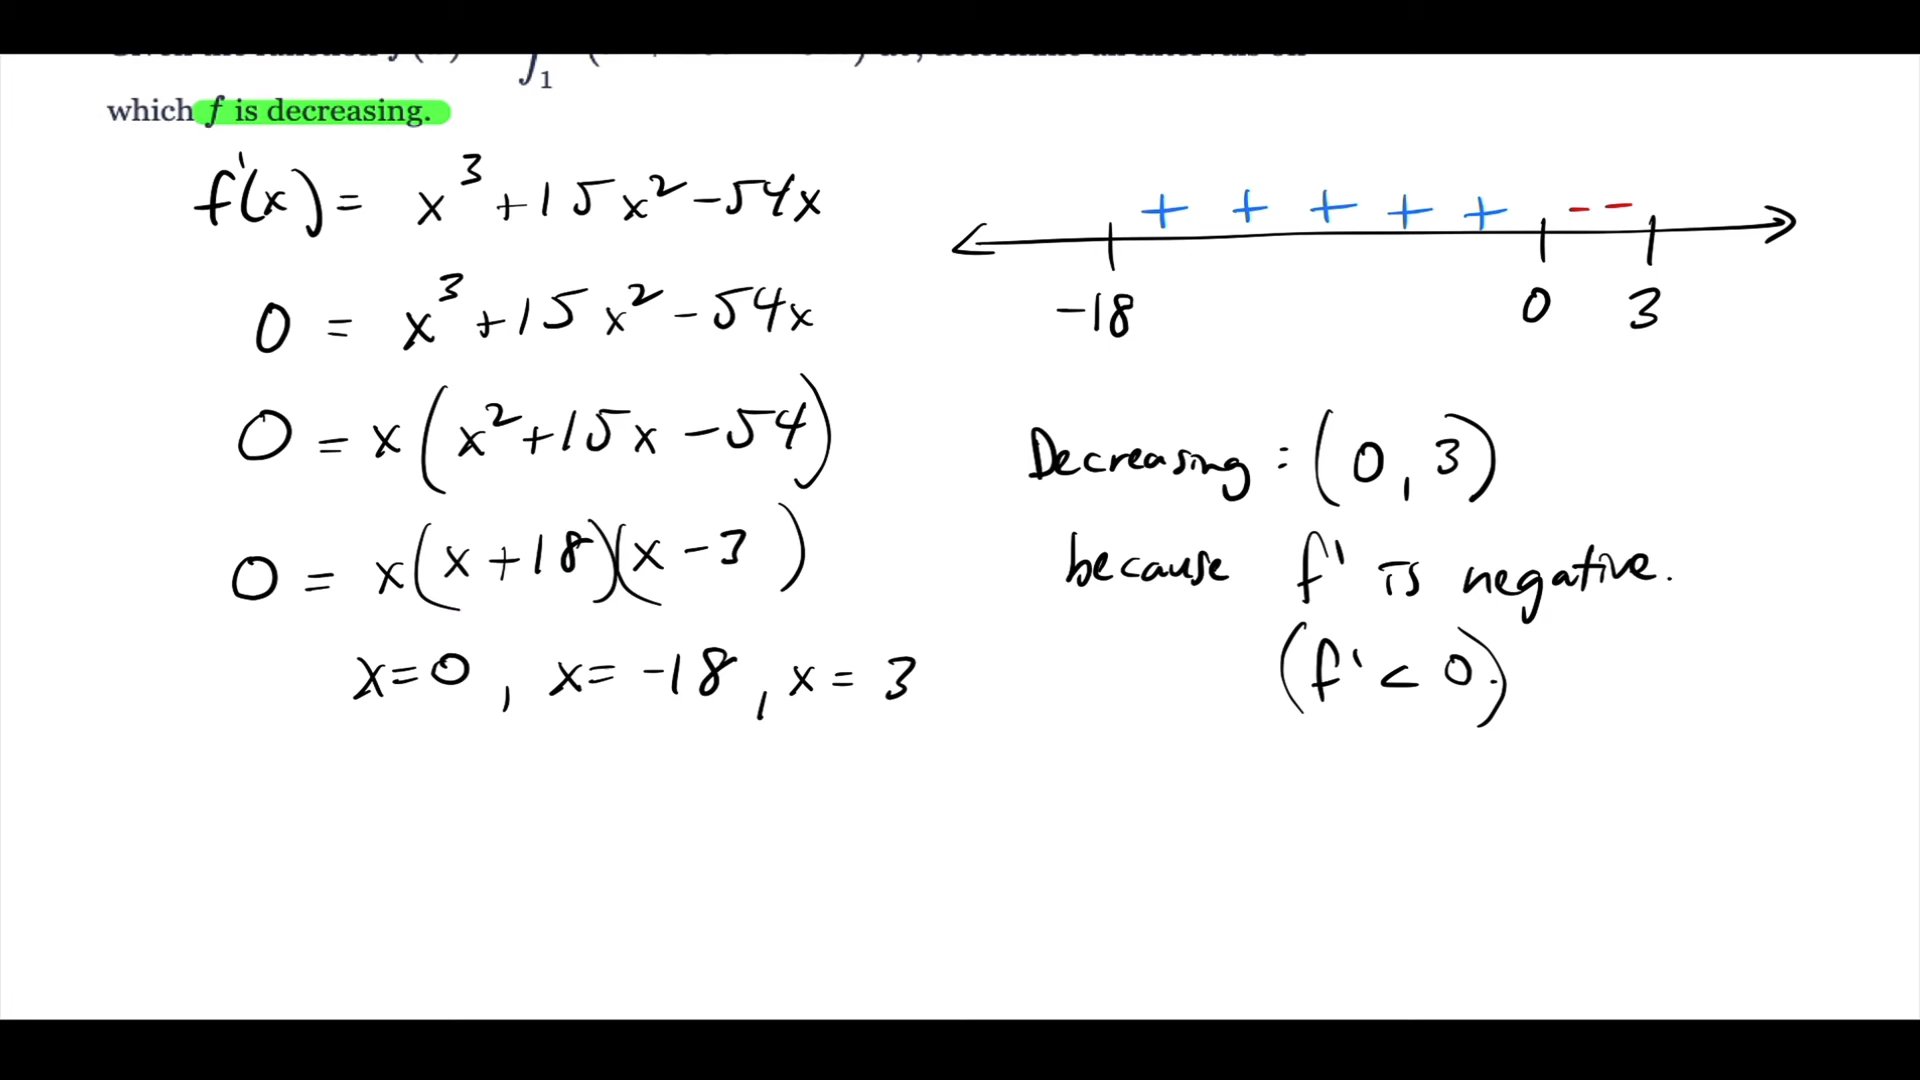 ∫₁
which f is decreasing.
f'(x) = x³ + 15x² - 54x
0 = x³ + 15x² - 54x
0 = x(x² + 15x - 54)
0 = x(x + 18)(x - 3)
x = 0, x = -18, x = 3
+ + + + + - -
-18 0 3
Decreasing : (0, 3)
because f' is negative.
(f' < 0.)